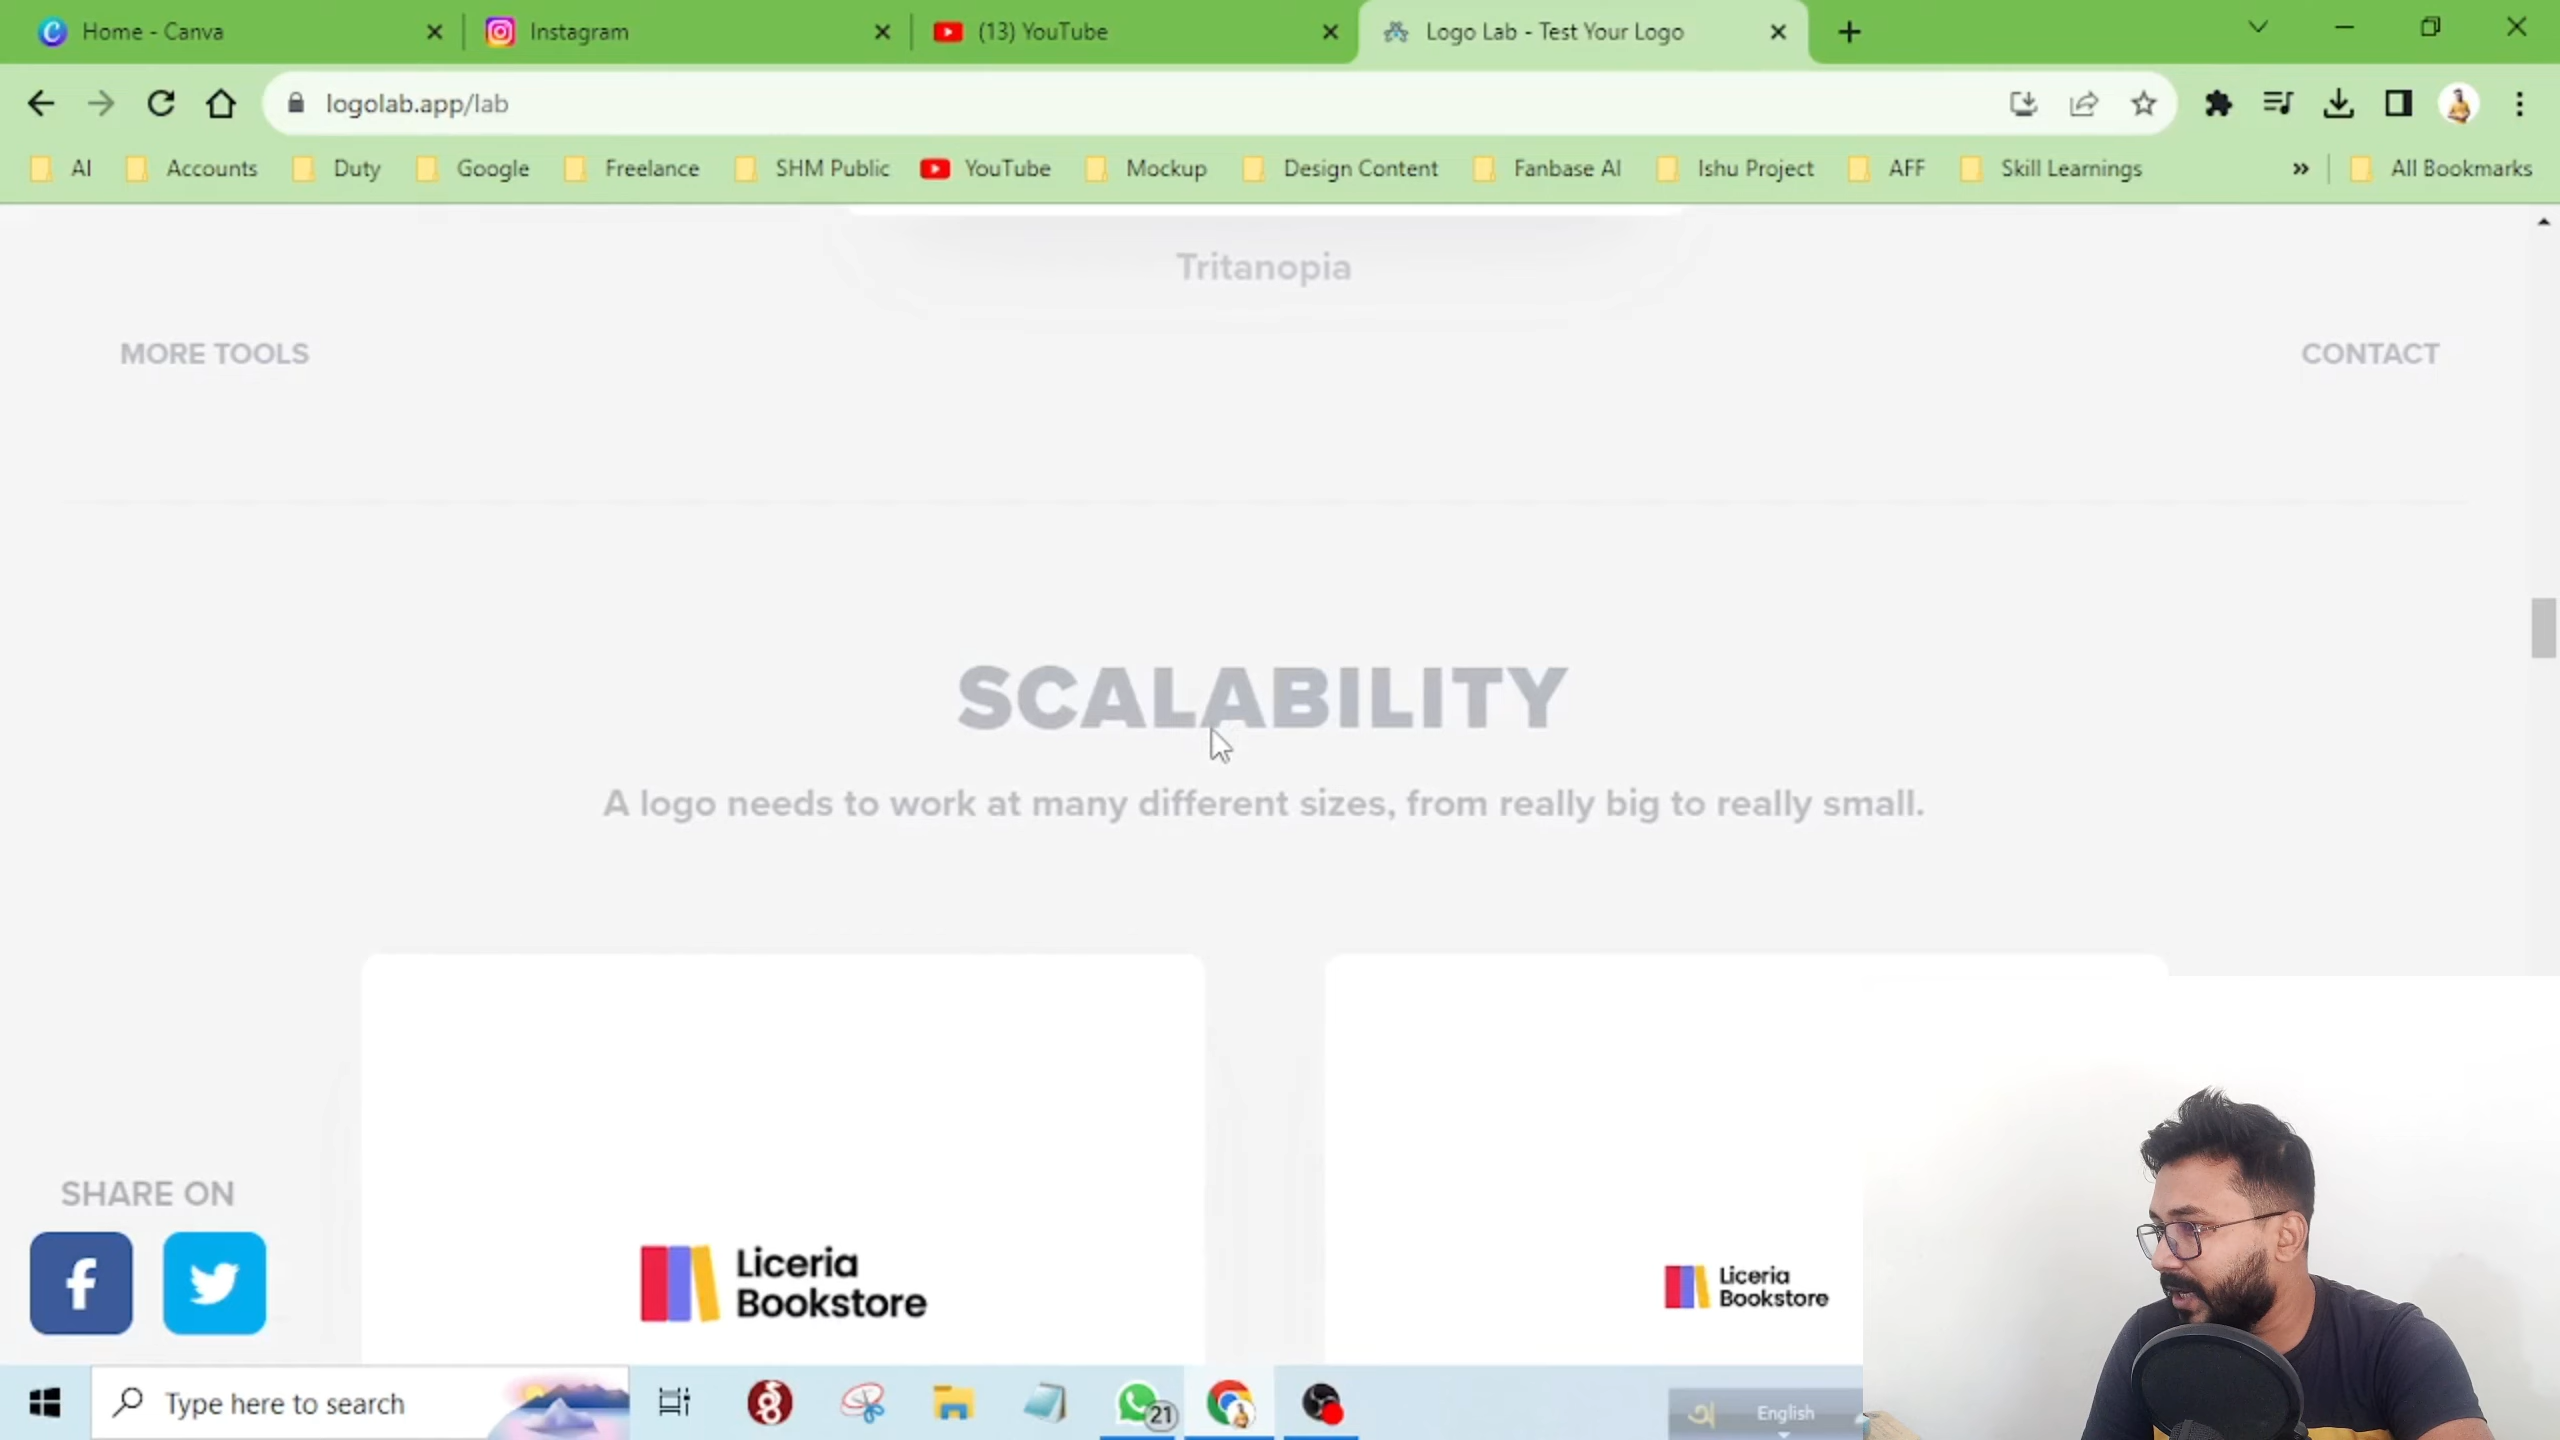 Home - Canva
Instagram
(13) YouTube
Logo Lab - Test Your Logo
logolab.app/lab
AI
Accounts
Duty
Google
Freelance
SHM Public
YouTube
Mockup
Design Content
Fanbase AI
Ishu Project
AFF
Skill Learnings
»
All Bookmarks
Tritanopia
MORE TOOLS
CONTACT
SCALABILITY
A logo needs to work at many different sizes, from really big to really small.
Liceria
Bookstore
Liceria
Bookstore
SHARE ON
Type here to search
21
অ English